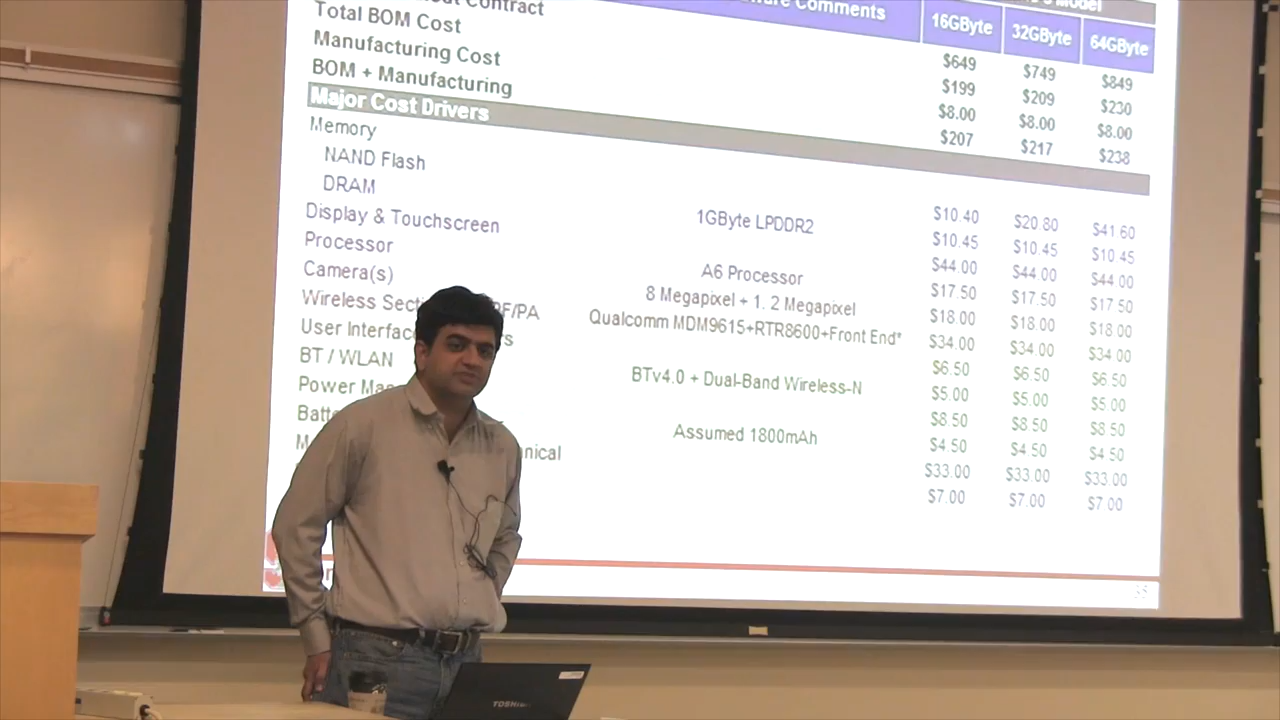 Contract Comments Model
16GByte 32GByte 64GByte
$649 $749 $849
Total BOM Cost $199 $209 $230
Manufacturing Cost $8.00 $8.00 $8.00
BOM + Manufacturing $207 $217 $238
Major Cost Drivers
Memory
NAND Flash $10.40 $20.80 $41.60
DRAM 1GByte LPDDR2 $10.45 $10.45 $10.45
Display & Touchscreen $44.00 $44.00 $44.00
Processor A6 Processor $17.50 $17.50 $17.50
Camera(s) 8 Megapixel + 1. 2 Megapixel $18.00 $18.00 $18.00
Wireless Qualcomm MDM9615+RTR8600+Front End* $34.00 $34.00 $34.00
User Interface $6.50 $6.50 $6.50
BT / WLAN BTv4.0 + Dual-Band Wireless-N $5.00 $5.00 $5.00
Power $8.50 $8.50 $8.50
Assumed 1800mAh $4.50 $4.50 $4.50
$33.00 $33.00 $33.00
$7.00 $7.00 $7.00
TOSHIBA